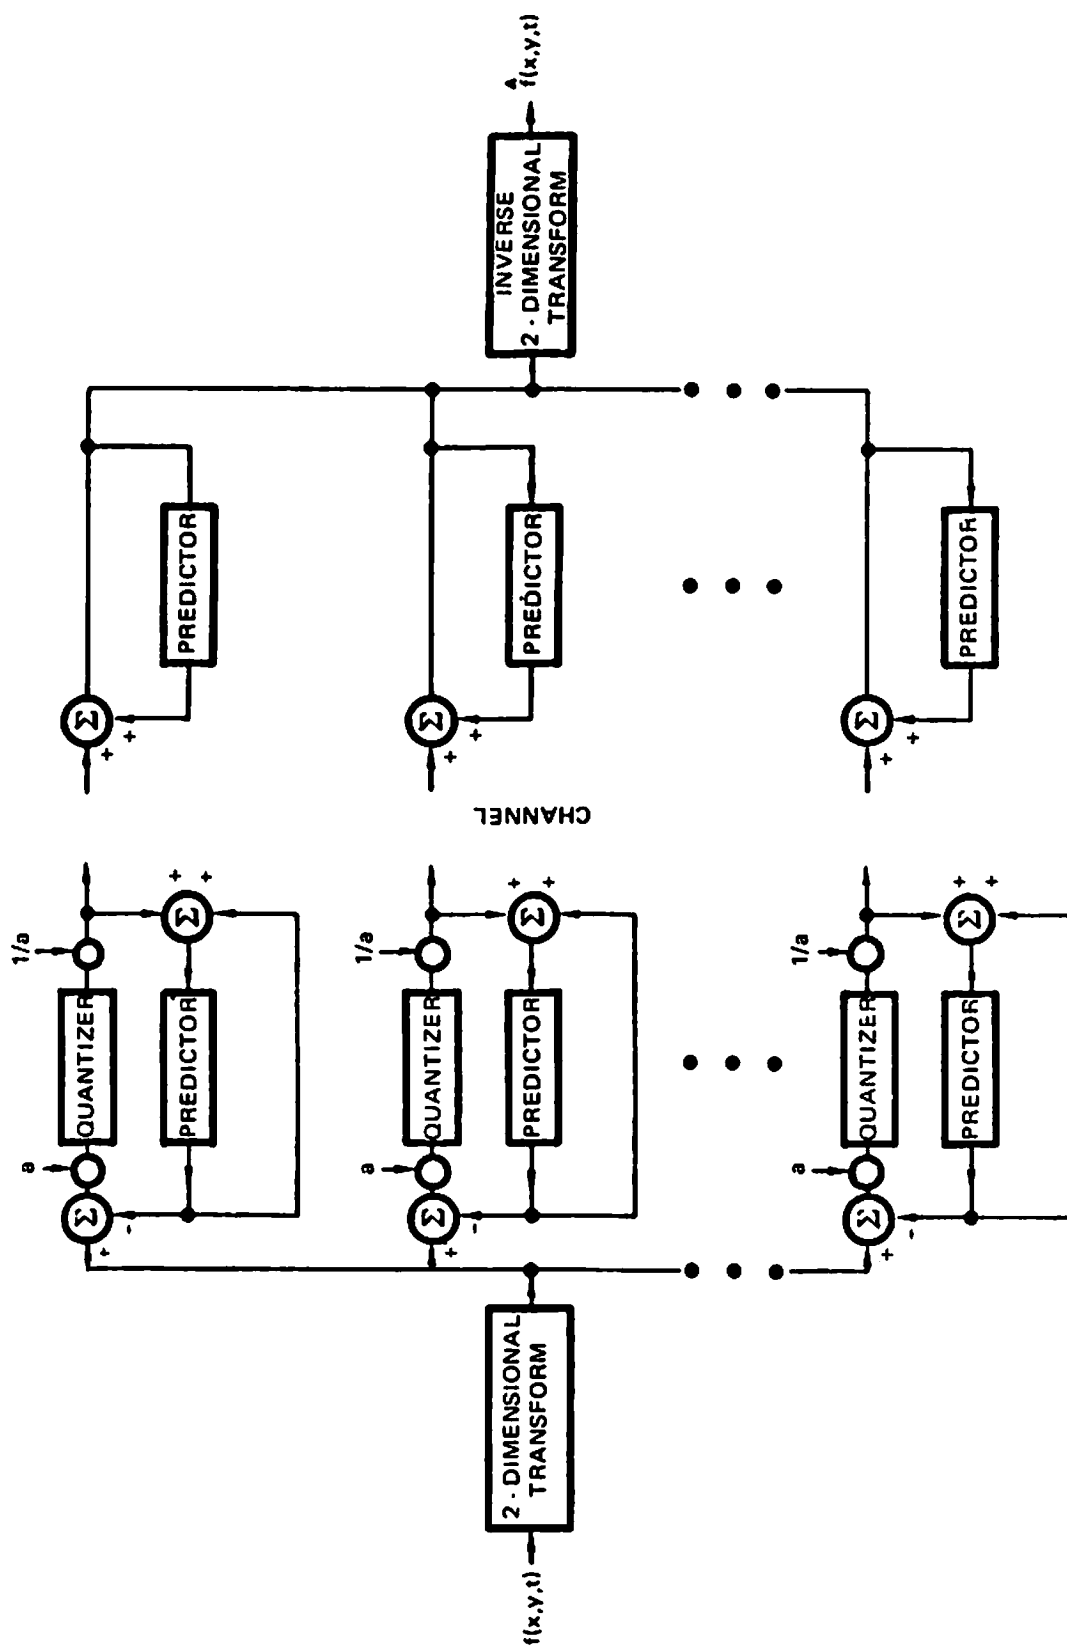 f(x,y,t)
2 - DIMENSIONAL
TRANSFORM
+
-
Σ
a
QUANTIZER
1/a
PREDICTOR
Σ
+
+
+
-
Σ
a
QUANTIZER
1/a
PREDICTOR
Σ
+
+
+
-
Σ
a
QUANTIZER
1/a
PREDICTOR
Σ
+
+
CHANNEL
+
+
Σ
PREDICTOR
+
+
Σ
PREDICTOR
+
+
Σ
PREDICTOR
INVERSE
2 - DIMENSIONAL
TRANSFORM
f̂(x,y,t)